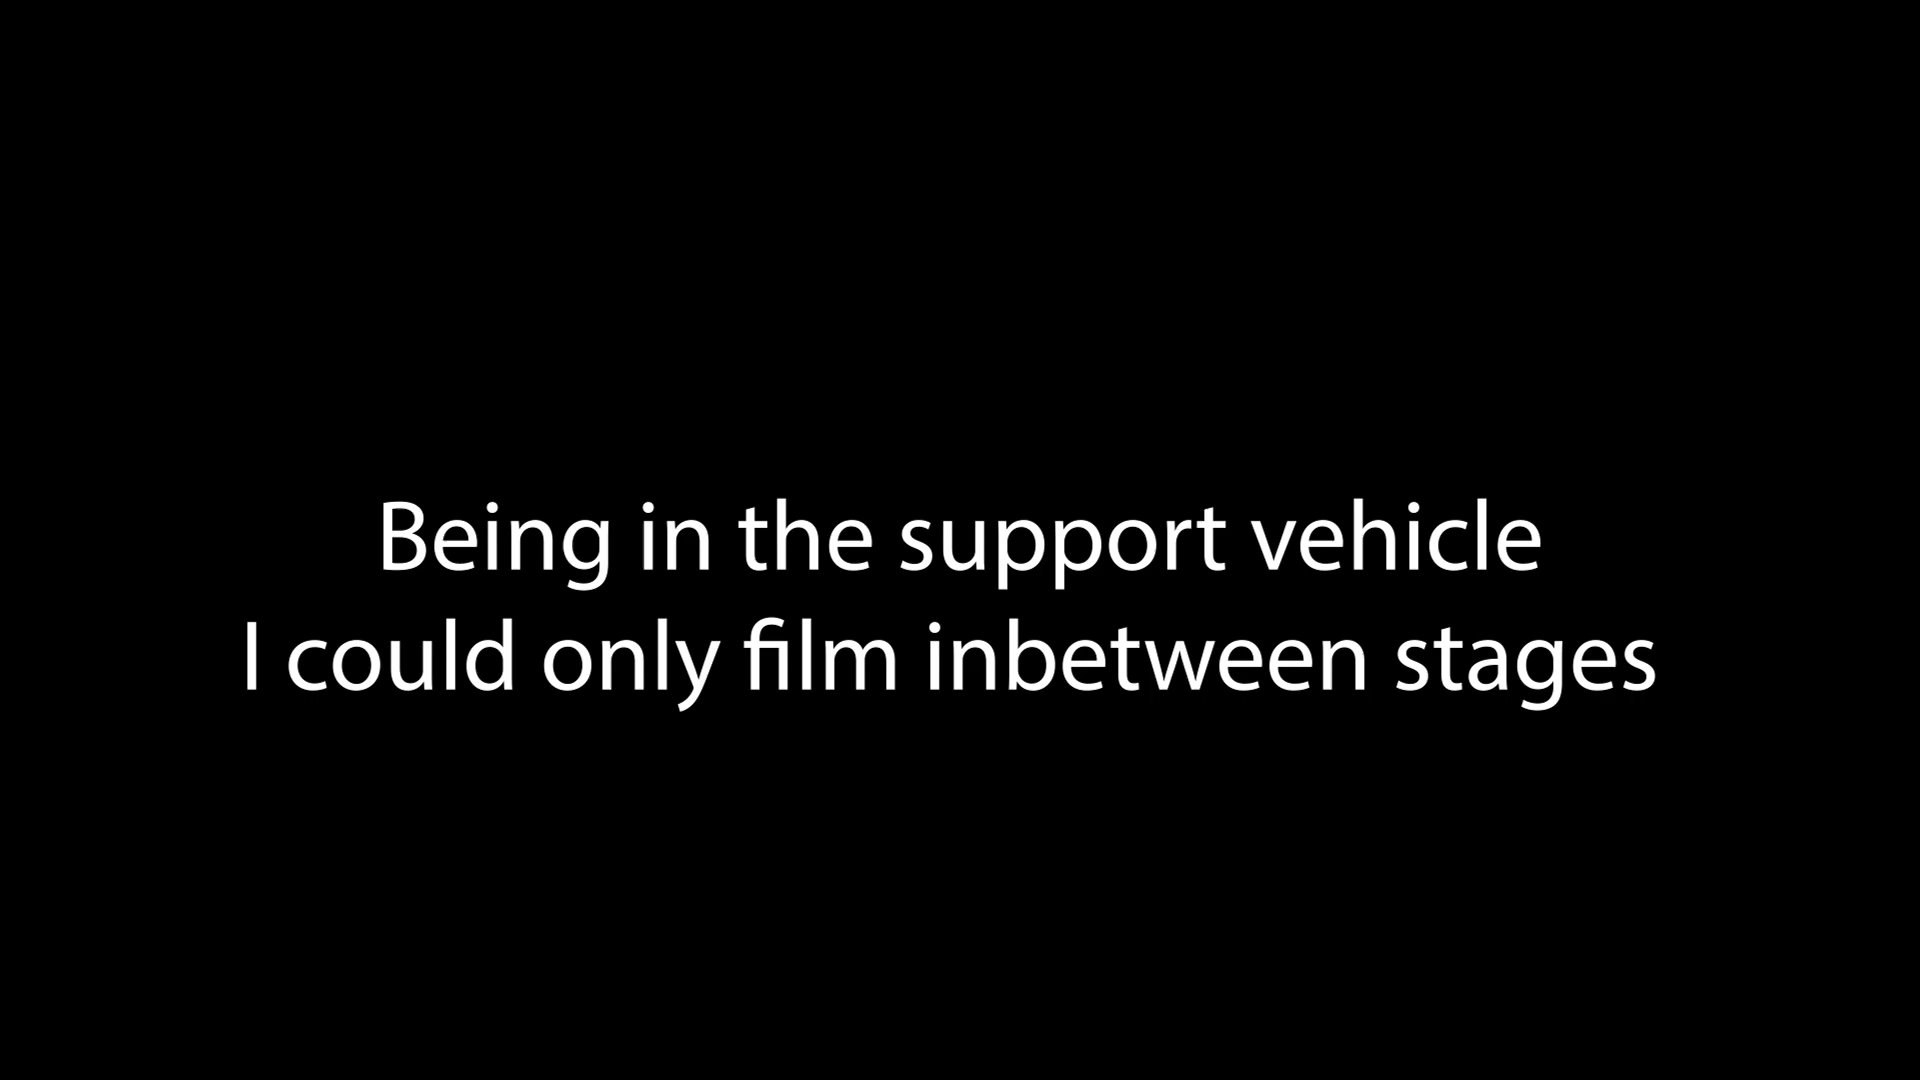 Being in the support vehicle
I could only film inbetween stages